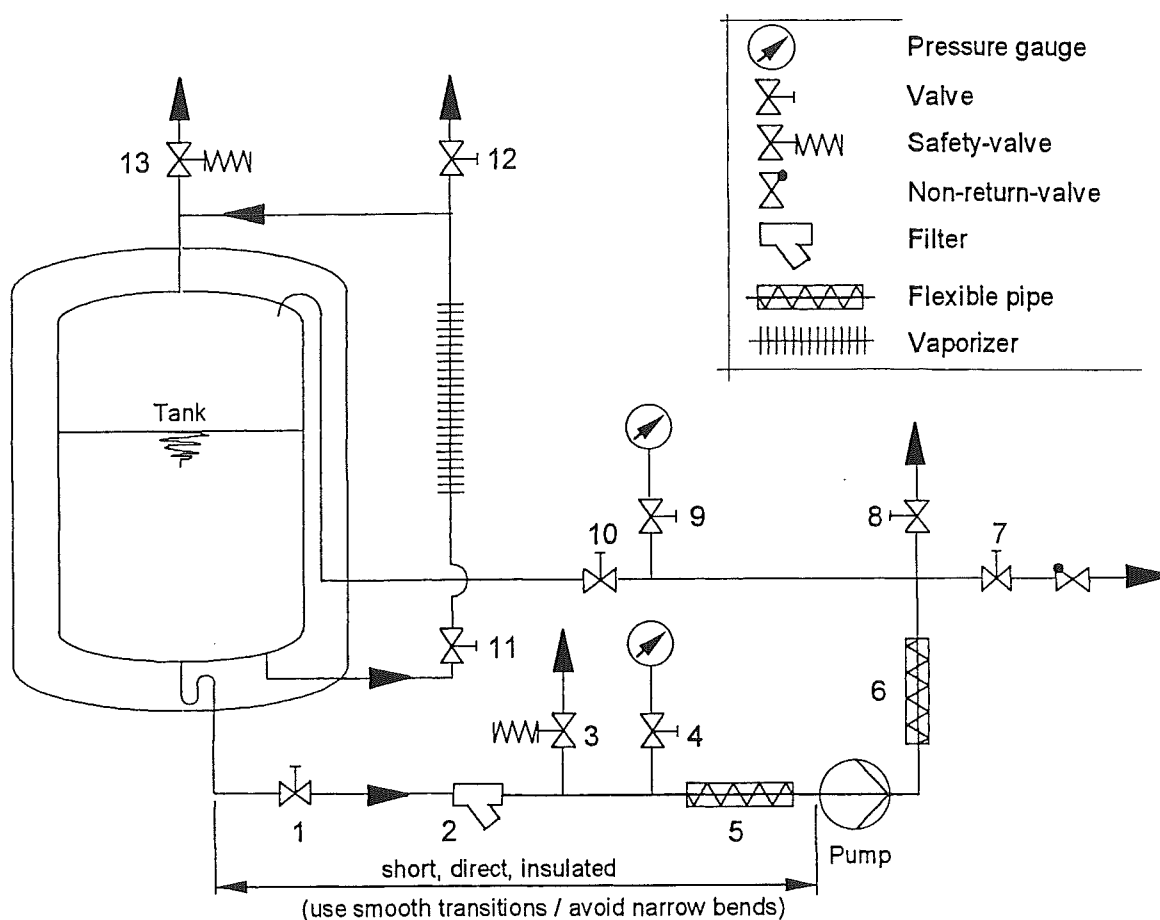 Pressure gauge
Valve
Safety-valve
Non-return-valve
Filter
Flexible pipe
Vaporizer
13
12
Tank
9
8
10
7
11
6
3
4
1
2
5
Pump
short, direct, insulated
(use smooth transitions / avoid narrow bends)